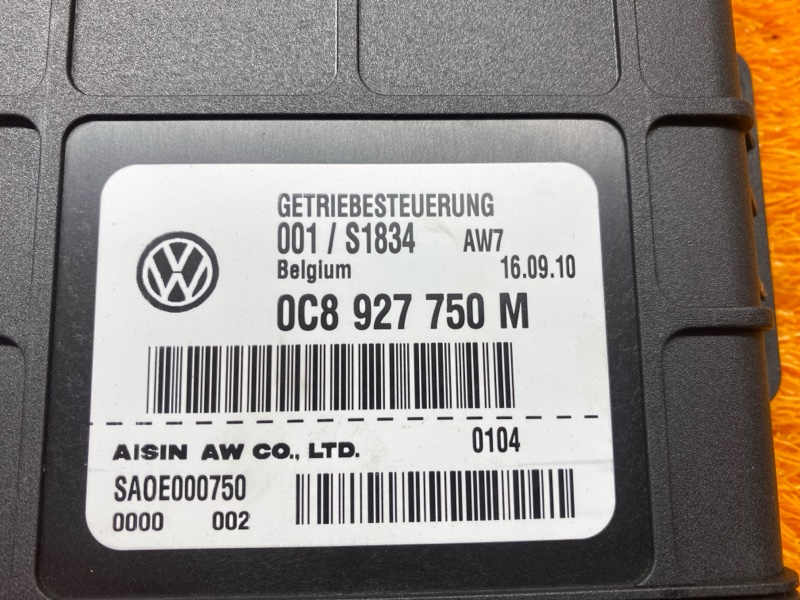 GETRIEBESTEUERUNG
001 / S1834 AW7
Belgium 16.09.10
0C8 927 750 M
AISIN AW CO., LTD. 0104
SA0E000750
0000 002